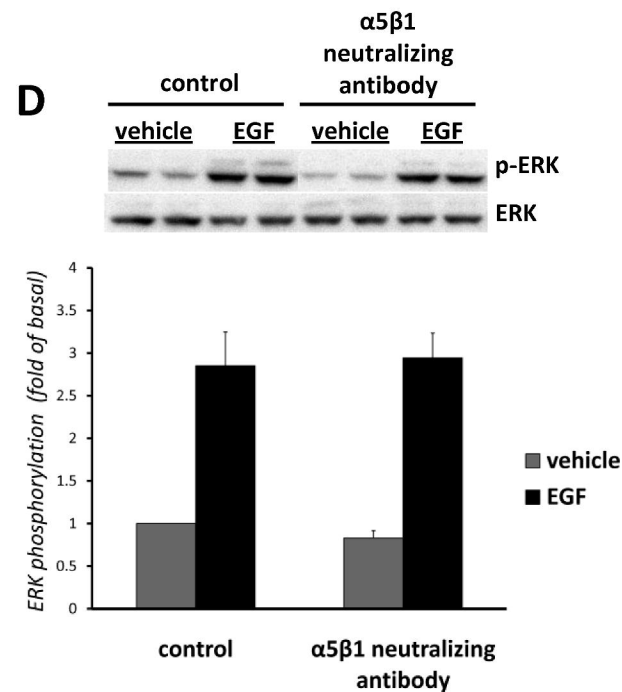 D
control
α5β1
neutralizing
antibody
vehicle EGF vehicle EGF
p-ERK
ERK
ERK phosphorylation (fold of basal)
4
3.5
3
2.5
2
1.5
1
0.5
0
vehicle
EGF
control
α5β1 neutralizing
antibody